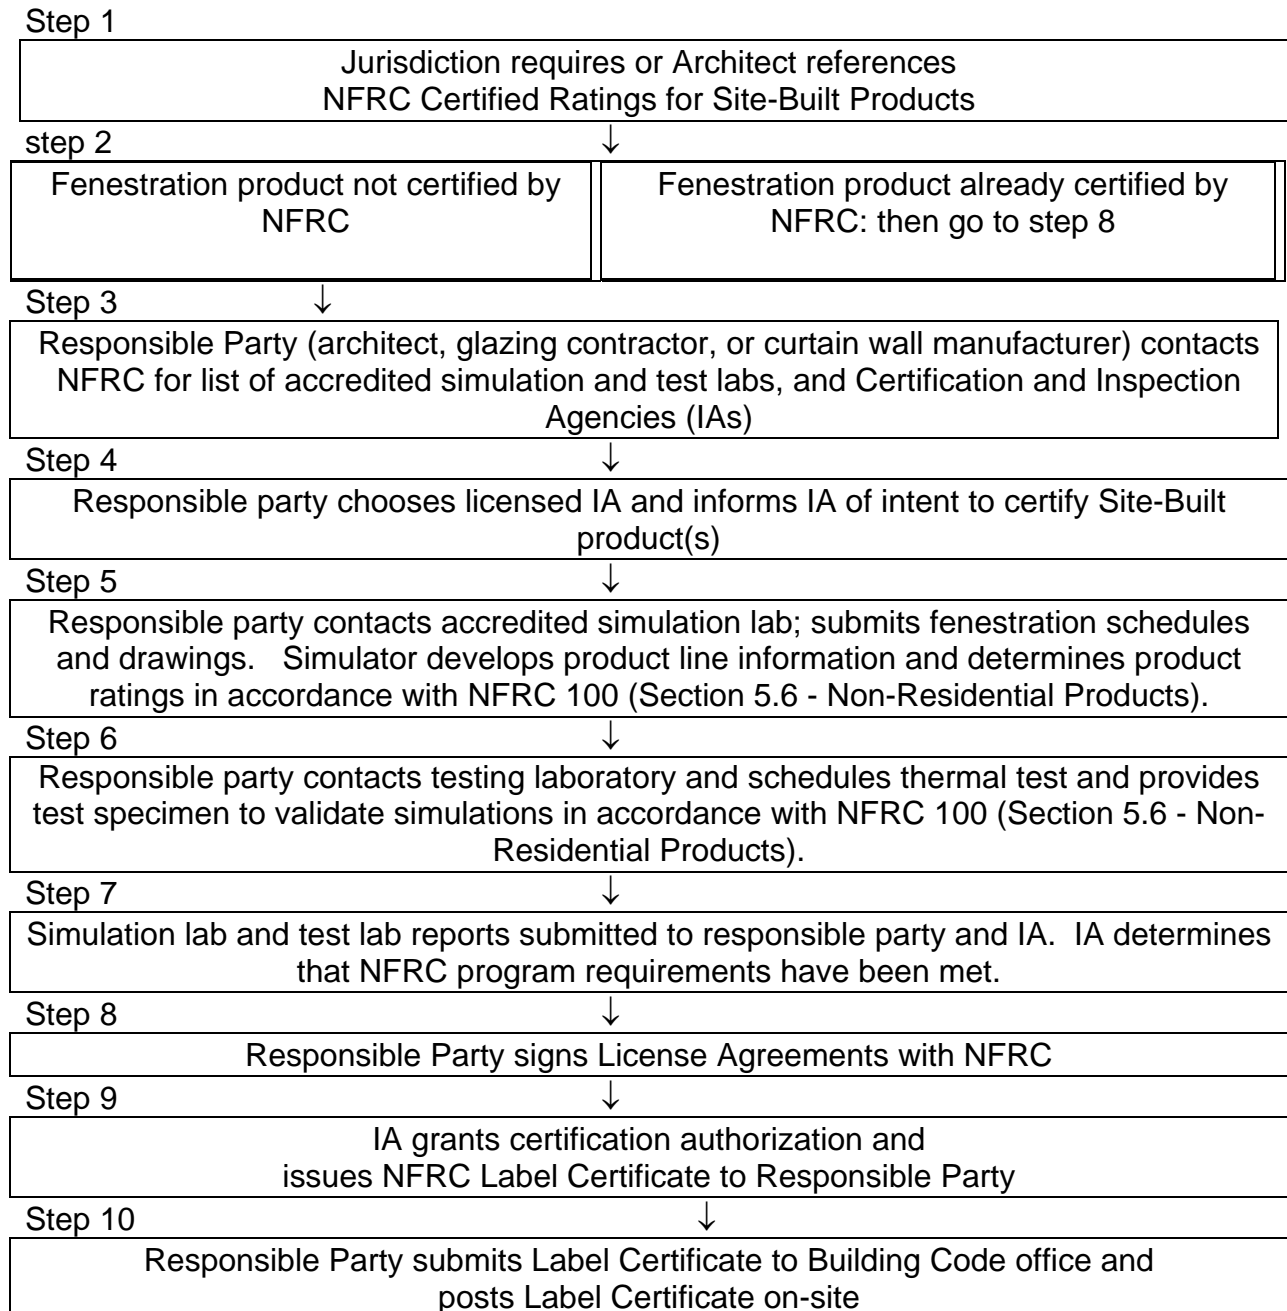 Step 1
Jurisdiction requires or Architect references
NFRC Certified Ratings for Site-Built Products
↓
step 2
Fenestration product not certified by
NFRC
Fenestration product already certified by
NFRC: then go to step 8
↓
Step 3
Responsible Party (architect, glazing contractor, or curtain wall manufacturer) contacts
NFRC for list of accredited simulation and test labs, and Certification and Inspection
Agencies (IAs)
Step 4
↓
Responsible party chooses licensed IA and informs IA of intent to certify Site-Built
product(s)
Step 5
↓
Responsible party contacts accredited simulation lab; submits fenestration schedules
and drawings.   Simulator develops product line information and determines product
ratings in accordance with NFRC 100 (Section 5.6 - Non-Residential Products).
Step 6
↓
Responsible party contacts testing laboratory and schedules thermal test and provides
test specimen to validate simulations in accordance with NFRC 100 (Section 5.6 - Non-
Residential Products).
Step 7
↓
Simulation lab and test lab reports submitted to responsible party and IA.  IA determines
that NFRC program requirements have been met.
Step 8
↓
Responsible Party signs License Agreements with NFRC
Step 9
↓
IA grants certification authorization and
issues NFRC Label Certificate to Responsible Party
Step 10
↓
Responsible Party submits Label Certificate to Building Code office and
posts Label Certificate on-site